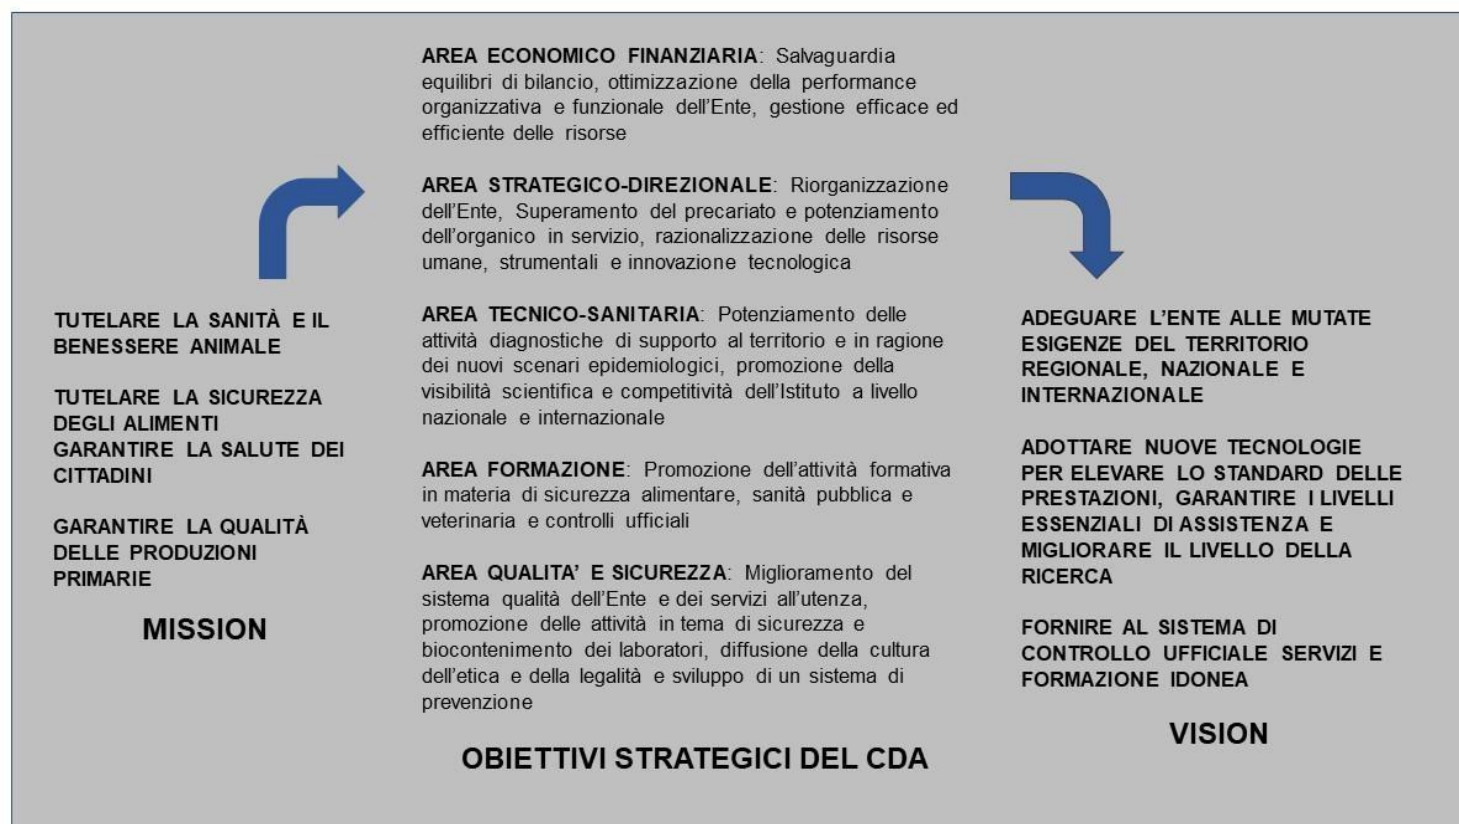 TUTELARE LA SANITÀ E IL
BENESSERE ANIMALE
TUTELARE LA SICUREZZA
DEGLI ALIMENTI
GARANTIRE LA SALUTE DEI
CITTADINI
GARANTIRE LA QUALITÀ
DELLE PRODUZIONI
PRIMARIE
MISSION
AREA ECONOMICO FINANZIARIA: Salvaguardia
equilibri di bilancio, ottimizzazione della performance
organizzativa e funzionale dell’Ente, gestione efficace ed
efficiente delle risorse
AREA STRATEGICO-DIREZIONALE: Riorganizzazione
dell’Ente, Superamento del precariato e potenziamento
dell’organico in servizio, razionalizzazione delle risorse
umane, strumentali e innovazione tecnologica
AREA TECNICO-SANITARIA: Potenziamento delle
attività diagnostiche di supporto al territorio e in ragione
dei nuovi scenari epidemiologici, promozione della
visibilità scientifica e competitività dell’Istituto a livello
nazionale e internazionale
AREA FORMAZIONE: Promozione dell’attività formativa
in materia di sicurezza alimentare, sanità pubblica e
veterinaria e controlli ufficiali
AREA QUALITA’ E SICUREZZA: Miglioramento del
sistema qualità dell’Ente e dei servizi all’utenza,
promozione delle attività in tema di sicurezza e
biocontenimento dei laboratori, diffusione della cultura
dell’etica e della legalità e sviluppo di un sistema di
prevenzione
OBIETTIVI STRATEGICI DEL CDA
ADEGUARE L’ENTE ALLE MUTATE
ESIGENZE DEL TERRITORIO
REGIONALE, NAZIONALE E
INTERNAZIONALE
ADOTTARE NUOVE TECNOLOGIE
PER ELEVARE LO STANDARD DELLE
PRESTAZIONI, GARANTIRE I LIVELLI
ESSENZIALI DI ASSISTENZA E
MIGLIORARE IL LIVELLO DELLA
RICERCA
FORNIRE AL SISTEMA DI
CONTROLLO UFFICIALE SERVIZI E
FORMAZIONE IDONEA
VISION